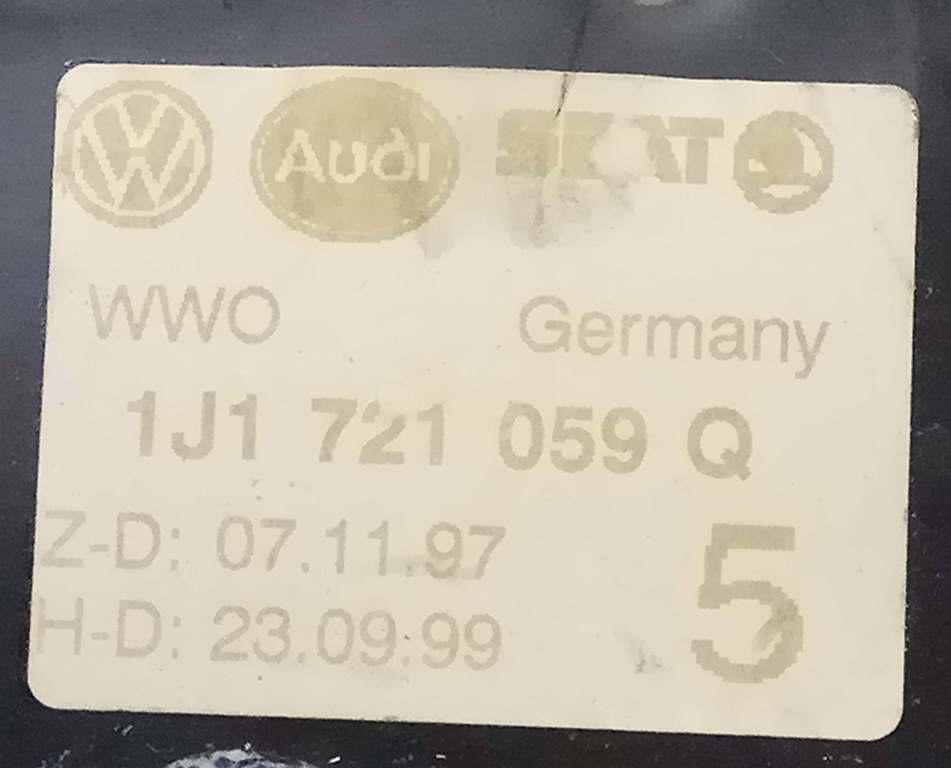 Audi SEAT
WWO Germany
1J1 721 059 Q
Z-D: 07.11.97
H-D: 23.09.99
5